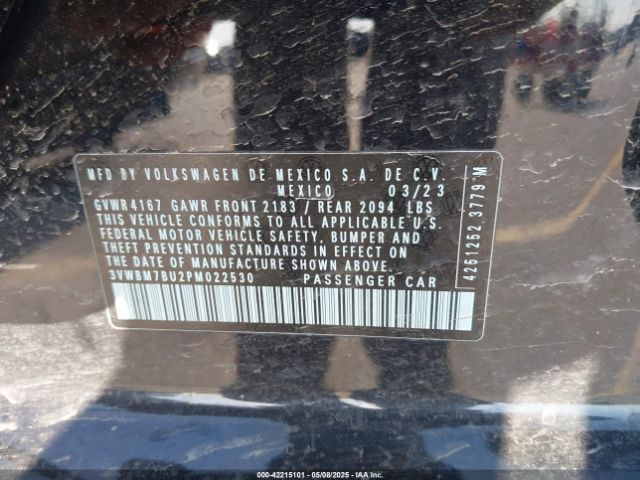 MFD BY VOLKSWAGEN DE MEXICO S.A. DE C.V.
MEXICO 03/23
GVWR 4167 GAWR FRONT 2183 / REAR 2094 LBS
THIS VEHICLE CONFORMS TO ALL APPLICABLE U.S.
FEDERAL MOTOR VEHICLE SAFETY, BUMPER AND
THEFT PREVENTION STANDARDS IN EFFECT ON
THE DATE OF MANUFACTURE SHOWN ABOVE.
3VWBM7BU2PM022530 PASSENGER CAR
4251252 3779 M
000-42215101 - 05/08/2025 - IAAI Inc.